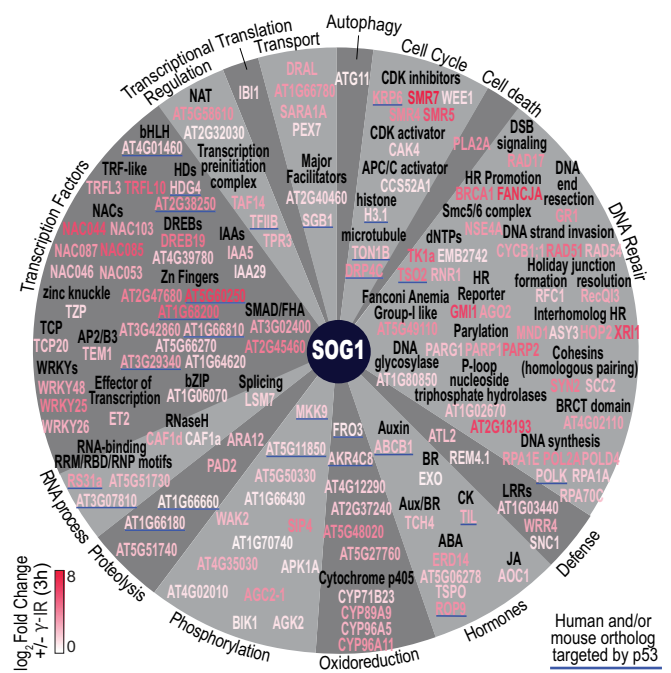 Autophagy
Transcriptional Regulation
Translation
Transport
Cell Cycle
Cell death
DNA Repair
Defense
Hormones
Oxidoreduction
Phosphorylation
Proteolysis
RNA process
Transcription Factors
SOG1
ATG11
IBI1
DRAL
AT1G66780
SARA1A
PEX7
Major
Facilitators
AT2G40460
SGB1
NAT
AT5G38810
AT2G32030
Transcription
preinitiation
complex
TAF14
TFIIB
TPR3
CDK inhibitors
KRP6 SMR7 WEE1
SMR4 SMR5
CDK activator
CAK4
APC/C activator
CCS52A1
histone
H3.1
microtubule
TON1B
DRP4C
PLA2A
DSB
signaling
RAD17
HR Promotion
BRCA1 FANCJA
DNA
end
resection
GR1
Smc5/6 complex
NSE4A
DNA strand invasion
CYCB1;1 RAD51 RAD54
dNTPs
TK1a EMB2742
TSO2 RNR1
Holiday junction
formation resolution
RFC1 RecQl3
HR
Reporter
GMI1 AGO2
Interhomolog HR
MND1 ASY3 HOP2 XRI1
Fanconi Anemia
Group-I like
AT5G48110
Parylation
PARG1 PARP1 PARP2
Cohesins
(homologous pairing)
SYN2 SCC2
DNA
glycosylase
AT1G80850
P-loop
nucleoside
triphosphate hydrolases
AT1G02670
AT2G18193
BRCT domain
AT4G02110
DNA synthesis
RPA1E POL2A POLD4
POLK RPA1A
RPA70C
ATL2
REM4.1
LRRs
AT1G03440
WRR4
SNC1
Auxin
ABCB1
BR
EXO
Aux/BR
TCH4
CK
TIL
ABA
ERD14
AT5G06278
TSPO
ROP9
JA
AOC1
FRO3
AKR4C8
AT4G12290
AT2G37240
AT5G48020
AT5G27760
Cytochrome p405
CYP71B23
CYP89A9
CYP96A5
CYP96A11
MKK9
AT5G11850
AT5G50330
AT1G66430
WAK2 SIP4
AT1G70740
AT4G35030 APK1A
AT4G02010 AGC2-1
BIK1 AGK2
ARA12
PAD2
AT1G66660
AT1G66180
AT5G51740
Splicing
LSM7
RNaseH
CAF1d CAF1a
RNA-binding
RRM/RBD/RNP motifs
RS31a AT5G51730
AT3G07810
bHLH
AT4G01460
TRF-like
TRFL3 TRFL10
HDs
HDG4
AT2G38250
NACs
NAC044 NAC103
NAC087 NAC085
NAC046 NAC053
DREBs
DREB19
AT4G39780
IAAs
IAA5
IAA29
Zn Fingers
AT2G47680 AT5G60250
AT1G68200
AT3G42860 AT1G66810
AT5G66270
AT3G29340 AT1G64620
SMAD/FHA
AT3G02400
AT2G45460
zinc knuckle
TZP
TCP
TCP20
AP2/B3
TEM1
WRKYs
WRKY48
WRKY25
WRKY26
Effector of
Transcription
ET2
bZIP
AT1G06070
log2 Fold Change
+/- γ-IR (3h)
8
0
Human and/or
mouse ortholog
targeted by p53